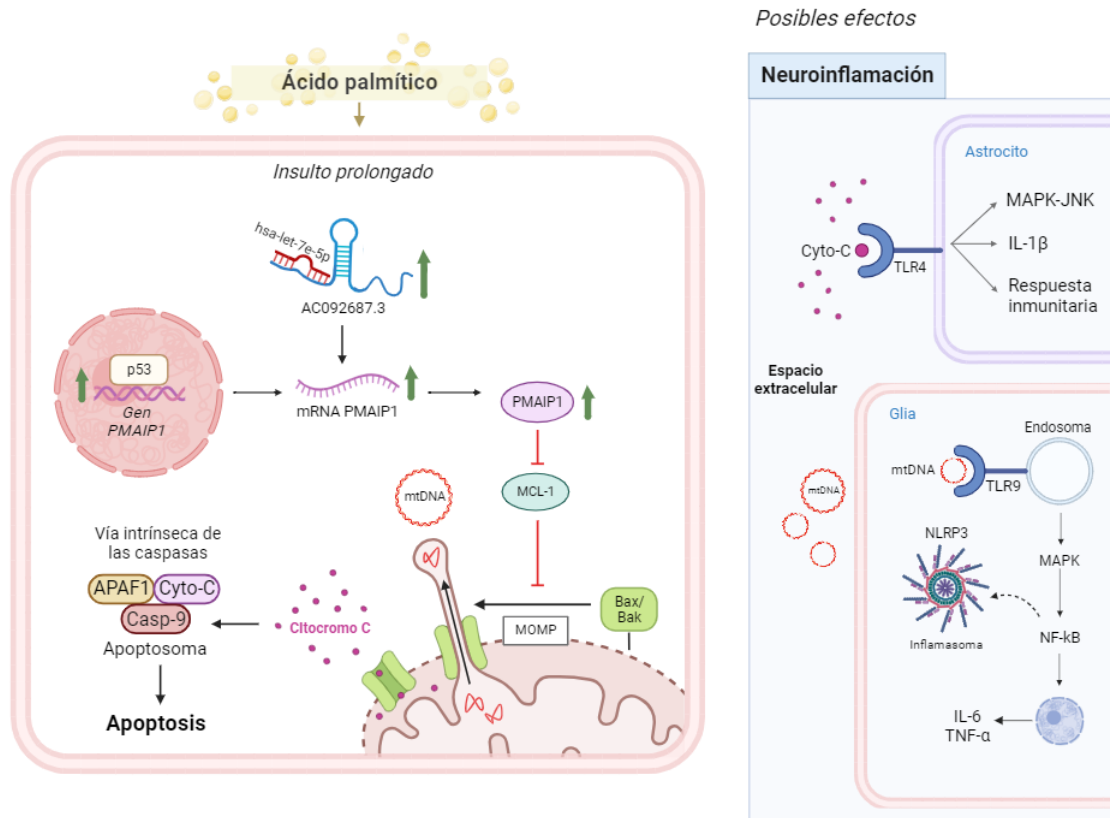 Posibles efectos
Ácido palmítico
Insulto prolongado
hsa-let-7e-5p
AC092687.3
p53
Gen
PMAIP1
mRNA PMAIP1
PMAIP1
MCL-1
mtDNA
Vía intrínseca de
las caspasas
APAF1
Cyto-C
Casp-9
Apoptosoma
Apoptosis
Citocromo C
MOMP
Bax/
Bak
Neuroinflamación
Astrocito
Cyto-C
TLR4
MAPK-JNK
IL-1β
Respuesta
inmunitaria
Espacio
extracelular
mtDNA
Glia
Endosoma
mtDNA
TLR9
NLRP3
Inflamasoma
MAPK
NF-kB
IL-6
TNF-α